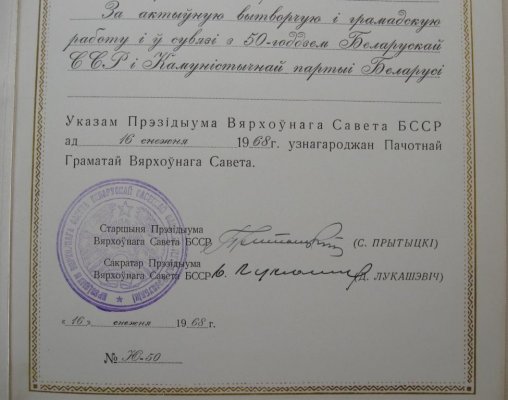 За актыўную вытворчую і грамадскую
работу і ў сувязі з 50-годдзем Беларускай
ССР і Камуністычнай партыі Беларусі
Указам Прэзідыума Вярхоўнага Савета БССР
ад 16 снежня 1968 г. узнагароджан Пачотнай
Граматай Вярхоўнага Савета.
Старшыня Прэзідыума
Вярхоўнага Савета БССР (С. ПРЫТЫЦКІ)
Сакратар Прэзідыума
Вярхоўнага Савета БССР (Д. ЛУКАШЭВІЧ)
«16» снежня 1968 г.
№ Ю-50